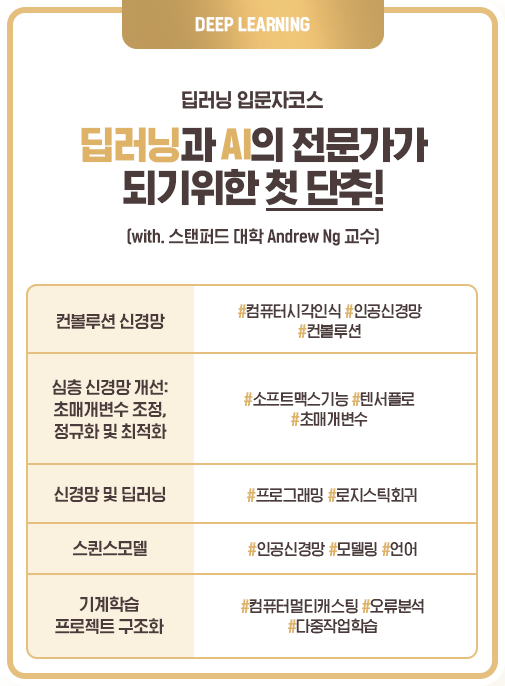 DEEP LEARNING
딥러닝 입문자코스
딥러닝과 AI의 전문가가
되기위한 첫 단추!
(with. 스탠퍼드 대학 Andrew Ng 교수)
컨볼루션 신경망
#컴퓨터시각인식 #인공신경망
#컨볼루션
심층 신경망 개선:
초매개변수 조정,
정규화 및 최적화
#소프트맥스기능 #텐서플로
#초매개변수
신경망 및 딥러닝
#프로그래밍 #로지스틱회귀
스퀸스모델
#인공신경망 #모델링 #언어
기계학습
프로젝트 구조화
#컴퓨터멀티캐스팅 #오류분석
#다중작업학습